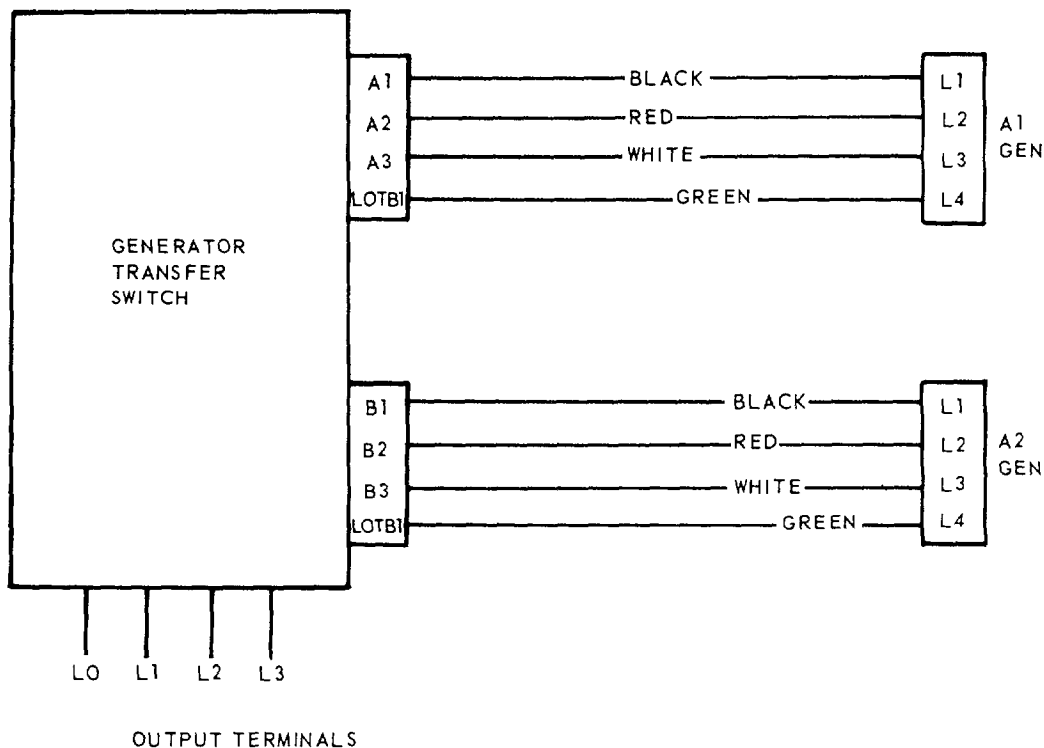 A1
BLACK
L1
A2
RED
L2
A1
GEN
A3
WHITE
L3
LOTB1
GREEN
L4
GENERATOR
TRANSFER
SWITCH
B1
BLACK
L1
B2
RED
L2
A2
GEN
B3
WHITE
L3
LOTB1
GREEN
L4
LO L1 L2 L3
OUTPUT TERMINALS